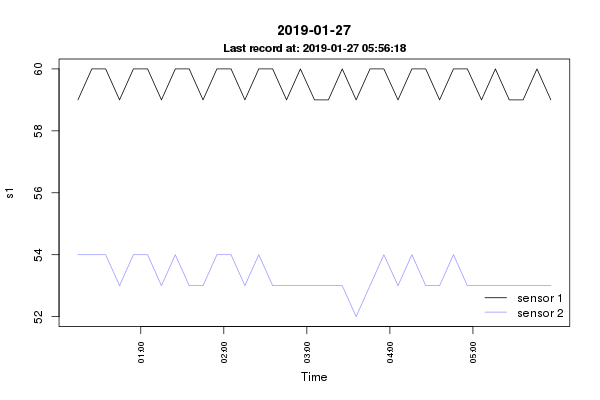 2019-01-27
Last record at: 2019-01-27 05:56:18
60
58
56
54
52
s1
sensor 1
sensor 2
01:00 02:00 03:00 04:00 05:00
Time